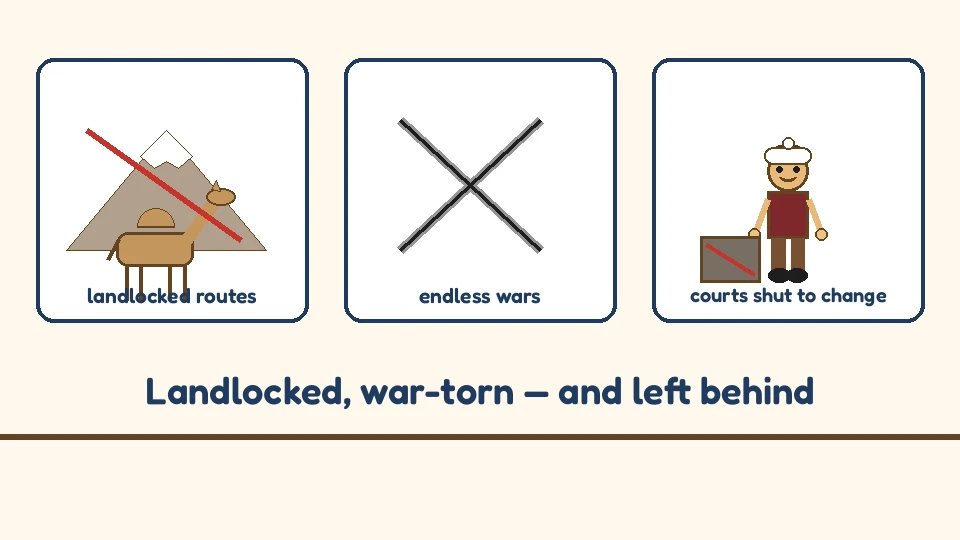 landlocked routes
endless wars
courts shut to change
Landlocked, war-torn — and left behind